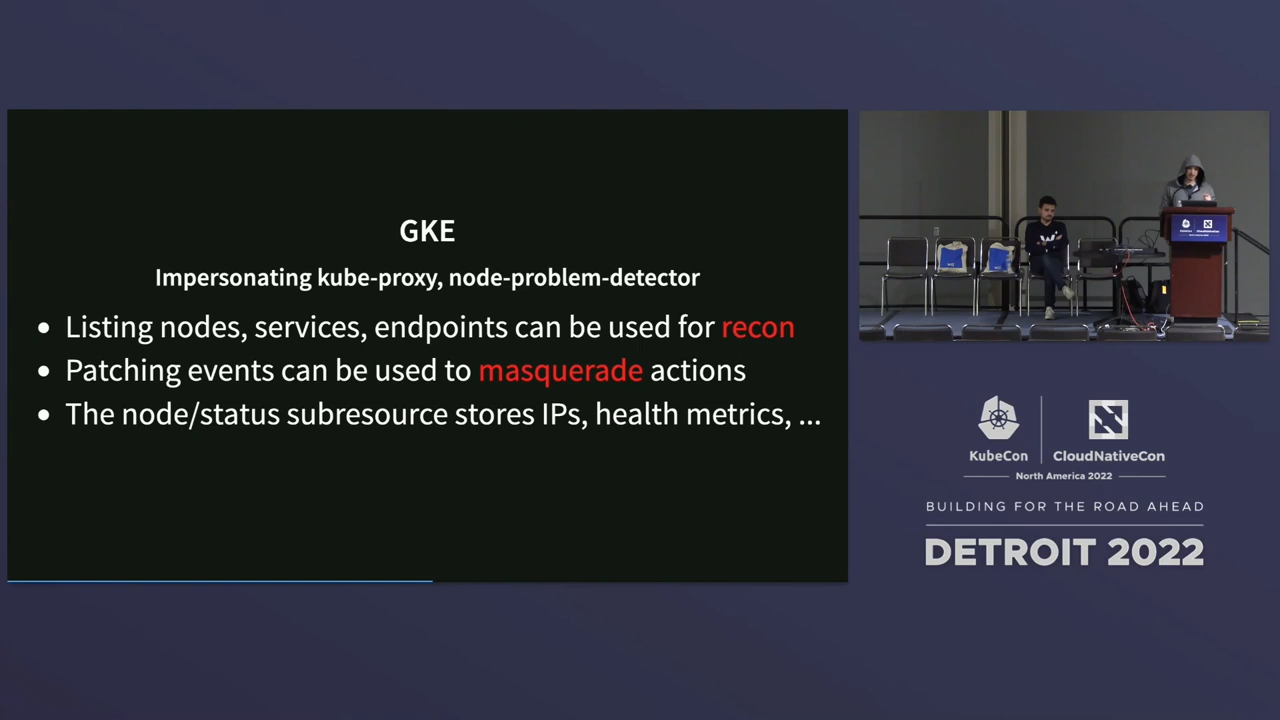 GKE
Impersonating kube-proxy, node-problem-detector
Listing nodes, services, endpoints can be used for recon
Patching events can be used to masquerade actions
The node/status subresource stores IPs, health metrics, ...
KubeCon
CloudNativeCon
North America 2022
BUILDING FOR THE ROAD AHEAD
DETROIT 2022